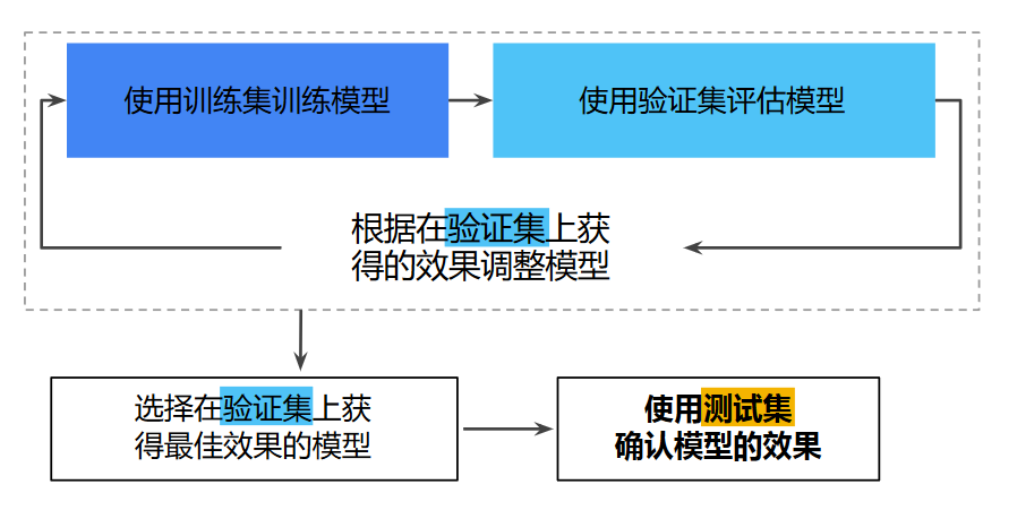 使用训练集训练模型
使用验证集评估模型
根据在验证集上获
得的效果调整模型
选择在验证集上获
得最佳效果的模型
使用测试集
确认模型的效果